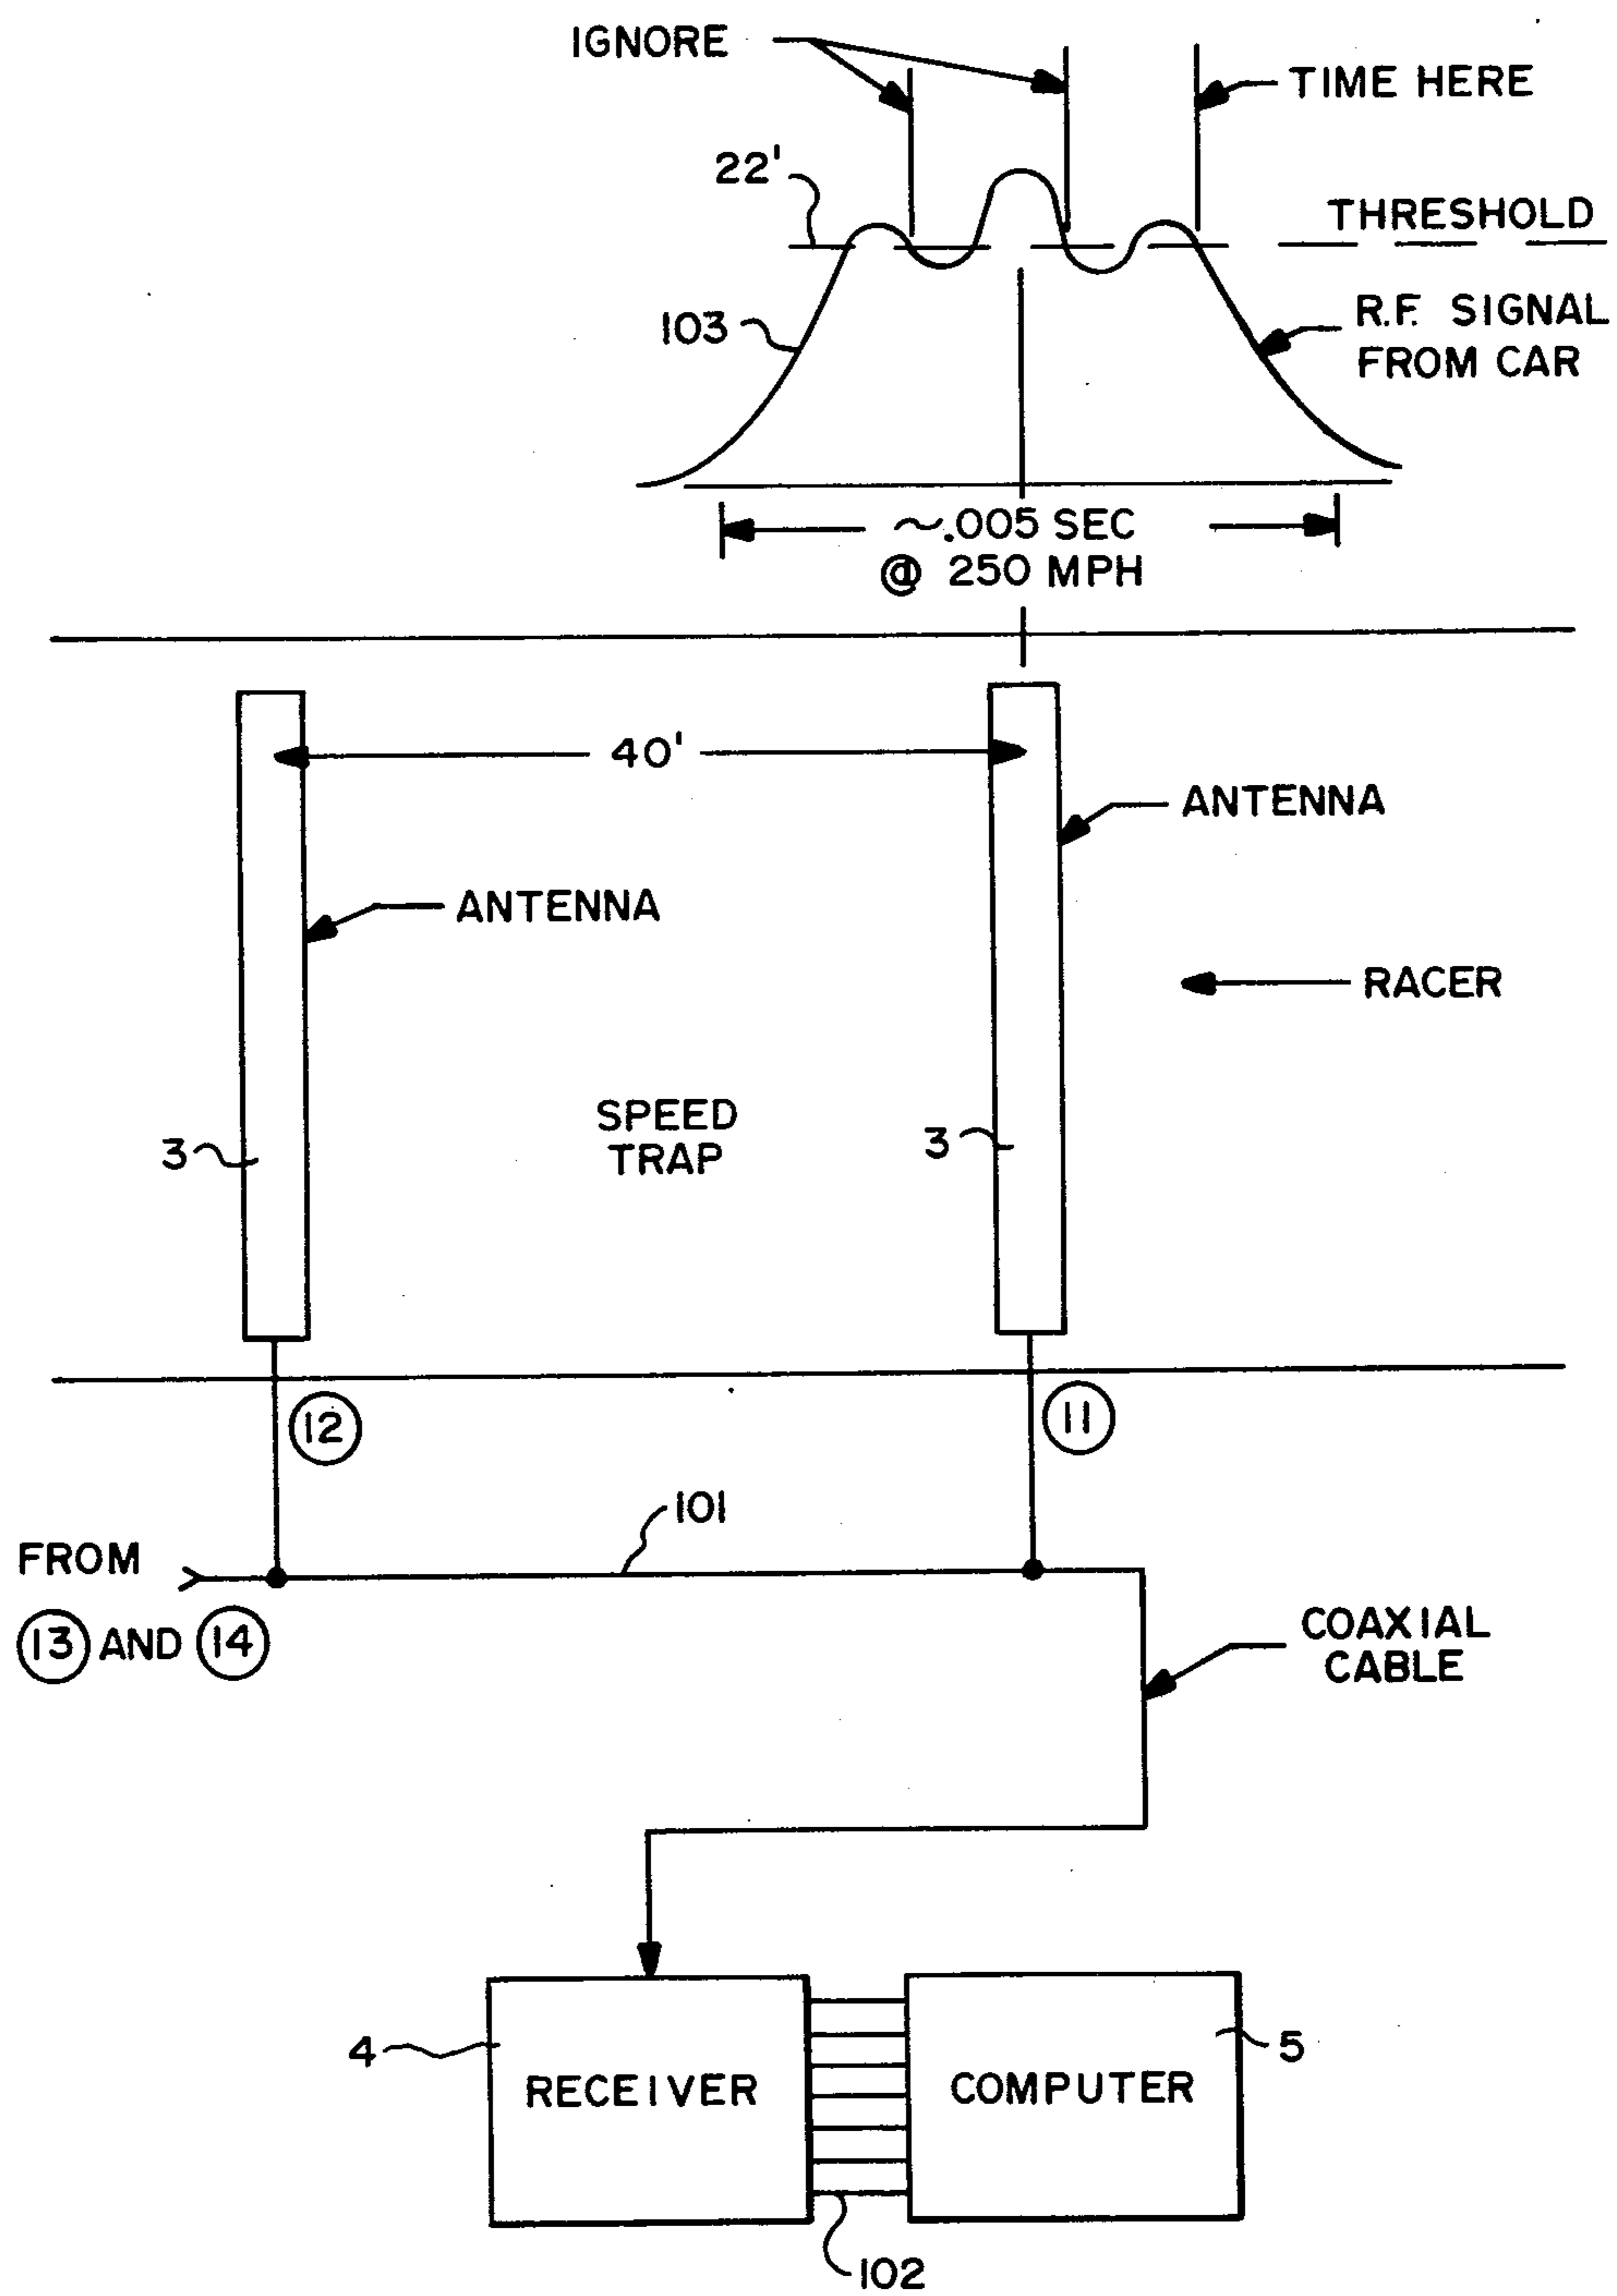 IGNORE
TIME HERE
22'
THRESHOLD
103
R.F. SIGNAL
FROM CAR
~.005 SEC
@ 250 MPH
40'
ANTENNA
ANTENNA
RACER
SPEED
TRAP
3
3
12
11
101
FROM
13 AND 14
COAXIAL
CABLE
4
RECEIVER
COMPUTER
5
102